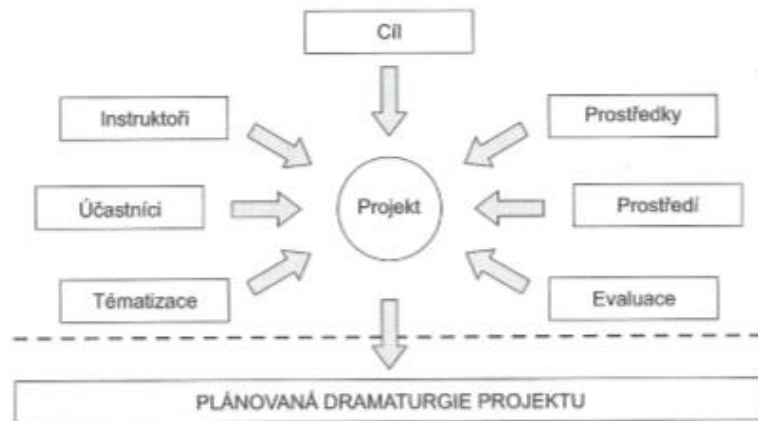 Cíl
Instruktoři
Prostředky
Účastníci
Projekt
Prostředí
Tématizace
Evaluace
PLÁNOVANÁ DRAMATURGIE PROJEKTU